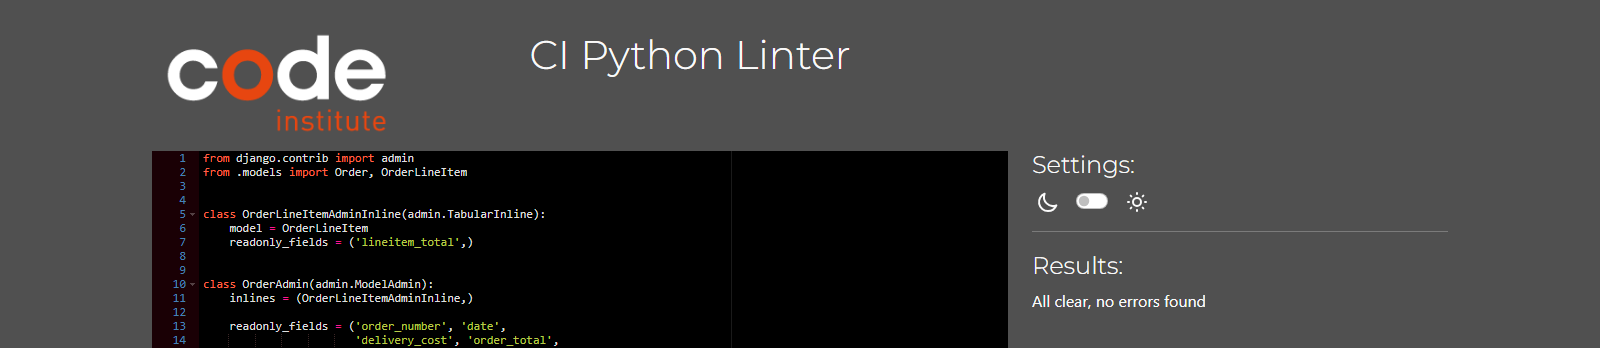 code
institute
CI Python Linter
1 from django.contrib import admin
2 from .models import Order, OrderLineItem
3
4
5 class OrderLineItemAdminInline(admin.TabularInline):
6     model = OrderLineItem
7     readonly_fields = ('lineitem_total',)
8
9
10 class OrderAdmin(admin.ModelAdmin):
11     inlines = (OrderLineItemAdminInline,)
12
13     readonly_fields = ('order_number', 'date',
14                        'delivery_cost', 'order_total',
Settings:
Results:
All clear, no errors found